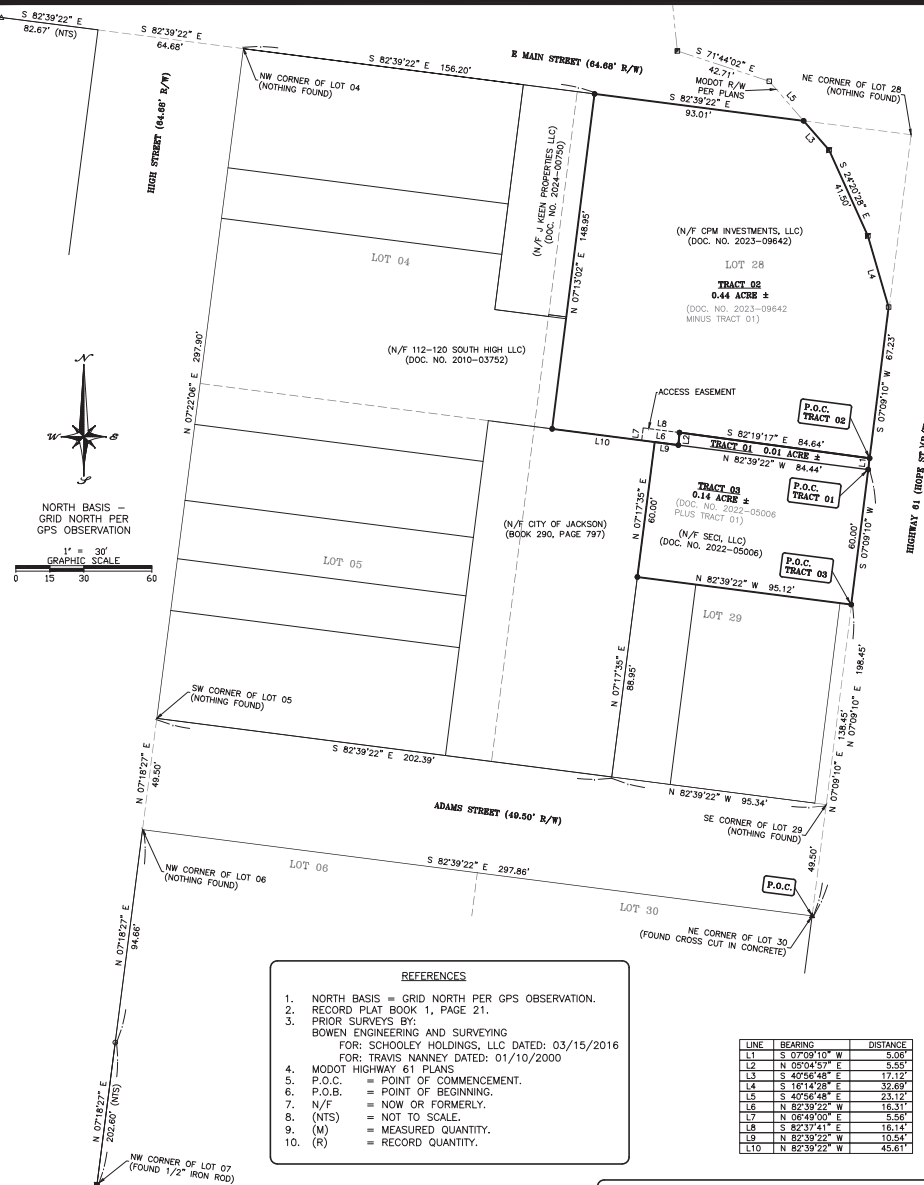 S 82°39'22" E
82.67' (NTS)
S 82°39'22" E
64.68'
HIGH STREET (64.68' R/W)
NW CORNER OF LOT 04
(NOTHING FOUND)
S 82°39'22" E 156.20'
E MAIN STREET (64.68' R/W)
S 82°39'22" E
93.01'
S 71°44'02" E
42.71'
MODOT R/W
PER PLANS
L5
NE CORNER OF LOT 28
(NOTHING FOUND)
L3
S 24°20'28" E
41.50'
L4
(N/F J KEEN PROPERTIES LLC)
(DOC. NO. 2024-00750)
N 07°13'02" E 148.95'
(N/F CPM INVESTMENTS, LLC)
(DOC. NO. 2023-09642)
LOT 28
TRACT 02
0.44 ACRE ±
(DOC. NO. 2023-09642
MINUS TRACT 01)
LOT 04
(N/F 112-120 SOUTH HIGH LLC)
(DOC. NO. 2010-03752)
N 07°22'06" E 297.90'
S 07°09'10" W 67.23'
N
W
E
S
NORTH BASIS -
GRID NORTH PER
GPS OBSERVATION
1" = 30'
GRAPHIC SCALE
0 15 30 60
ACCESS EASEMENT
P.O.C.
TRACT 02
L7
L8
L6
L2
L9
L10
S 82°19'17" E 84.64'
TRACT 01 0.01 ACRE ±
N 82°39'22" W 84.44'
L1
P.O.C.
TRACT 01
TRACT 03
0.14 ACRE ±
(DOC. NO. 2022-05006
PLUS TRACT 01)
(N/F SECI, LLC)
(DOC. NO. 2022-05006)
N 07°17'35" E
60.00'
60.00'
S 07°09'10" W
(N/F CITY OF JACKSON)
(BOOK 290, PAGE 797)
P.O.C.
TRACT 03
N 82°39'22" W 95.12'
LOT 05
LOT 29
N 07°17'35" E
88.95'
N 07°09'10" E 198.45'
N 07°09'10" E 138.45'
SW CORNER OF LOT 05
(NOTHING FOUND)
S 82°39'22" E 202.39'
N 82°39'22" W 95.34'
N 07°18'27" E
49.50'
ADAMS STREET (49.50' R/W)
SE CORNER OF LOT 29
(NOTHING FOUND)
49.50'
NW CORNER OF LOT 06
(NOTHING FOUND)
LOT 06
S 82°39'22" E 297.86'
LOT 30
P.O.C.
NE CORNER OF LOT 30
(FOUND CROSS CUT IN CONCRETE)
N 07°18'27" E
94.66'
N 07°18'27" E
202.60' (NTS)
NW CORNER OF LOT 07
(FOUND 1/2" IRON ROD)
REFERENCES
1. NORTH BASIS = GRID NORTH PER GPS OBSERVATION.
2. RECORD PLAT BOOK 1, PAGE 21.
3. PRIOR SURVEYS BY:
BOWEN ENGINEERING AND SURVEYING
FOR: SCHOOLEY HOLDINGS, LLC DATED: 03/15/2016
FOR: TRAVIS NANNEY DATED: 01/10/2000
4. MODOT HIGHWAY 61 PLANS
5. P.O.C. = POINT OF COMMENCEMENT.
6. P.O.B. = POINT OF BEGINNING.
7. N/F = NOW OR FORMERLY.
8. (NTS) = NOT TO SCALE.
9. (M) = MEASURED QUANTITY.
10. (R) = RECORD QUANTITY.
LINE BEARING DISTANCE
L1 S 07°09'10" W 5.06'
L2 N 05°04'57" E 5.55'
L3 S 40°56'48" E 17.12'
L4 S 16°14'28" E 32.69'
L5 S 40°56'48" E 23.12'
L6 N 82°39'22" W 16.31'
L7 N 06°49'00" E 5.56'
L8 S 82°37'41" E 16.14'
L9 N 82°39'22" W 10.54'
L10 N 82°39'22" W 45.61'
HIGHWAY 61 (HOPE